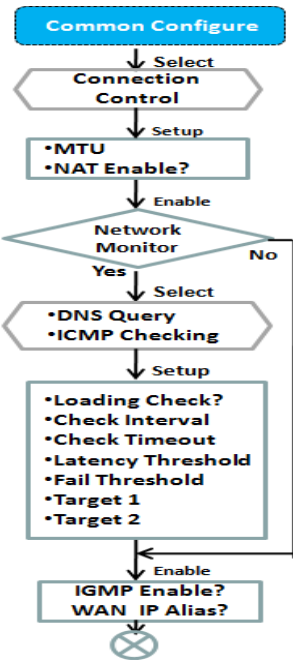 Common Configure
Select
Connection
Control
Setup
•MTU
•NAT Enable?
Enable
Network
Monitor
No
Yes
Select
•DNS Query
•ICMP Checking
Setup
•Loading Check?
•Check Interval
•Check Timeout
•Latency Threshold
•Fail Threshold
•Target 1
•Target 2
Enable
IGMP Enable?
WAN IP Alias?